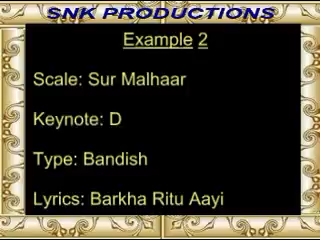 SNK PRODUCTIONS
Example 2
Scale: Sur Malhaar
Keynote: D
Type: Bandish
Lyrics: Barkha Ritu Aayi